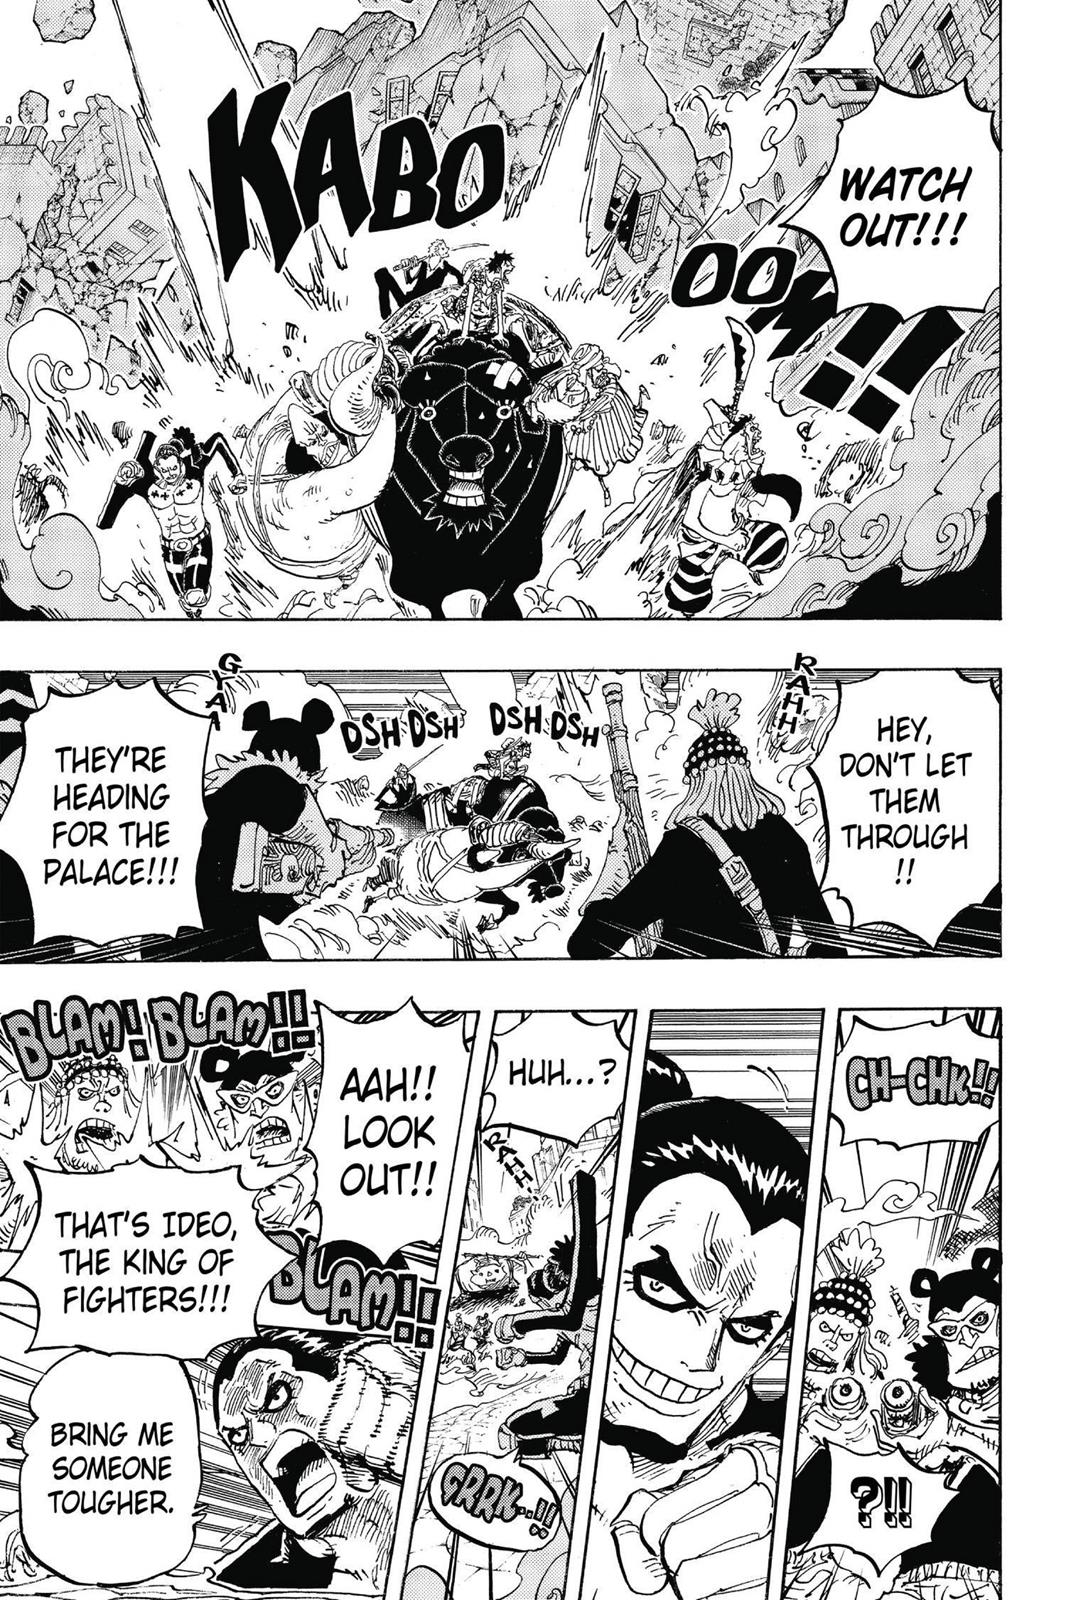 WATCH
OUT!!!
KABO
OOM!!!
HEY,
DON'T LET
THEM
THROUGH
!!
RAHH
DSH DSH
DSH DSH
GYAA
THEY'RE
HEADING
FOR THE
PALACE!!!
CH-CHK!!
?!!
HUH...?
RAHH!
GRRK..!!
AAH!!
LOOK
OUT!!
BLAM! BLAM!!
BLAM!!
THAT'S IDEO,
THE KING OF
FIGHTERS!!!
BRING ME
SOMEONE
TOUGHER.